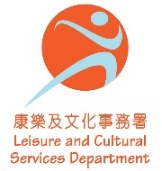 康樂及文化事務署
Leisure and Cultural
Services Department